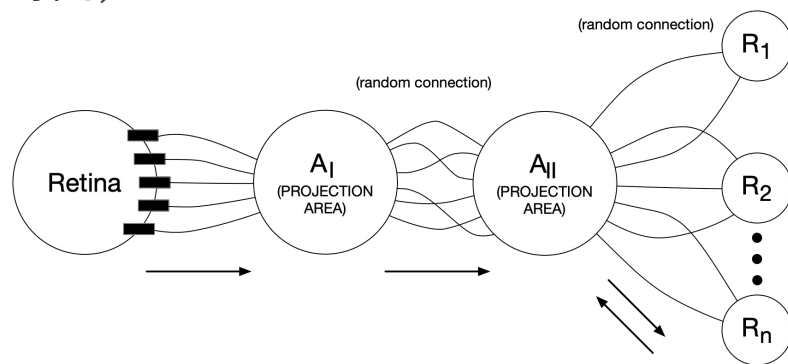 (random connection)
R1
(random connection)
Retina
AI
(PROJECTION
AREA)
AII
(PROJECTION
AREA)
R2
Rn